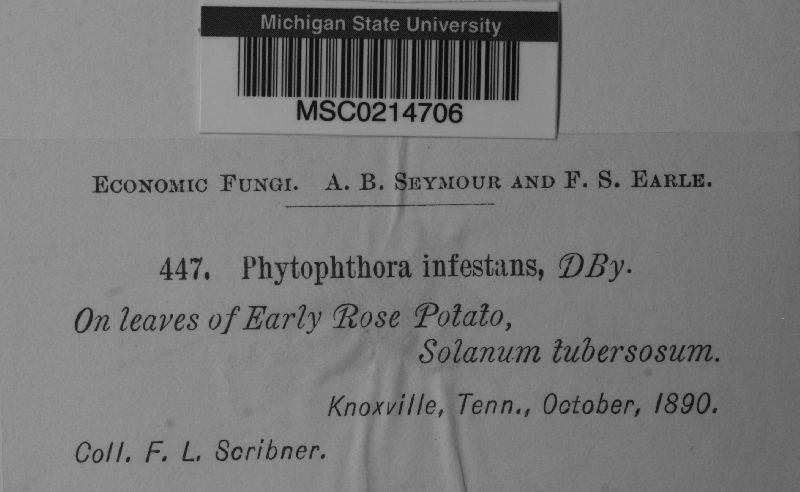 Michigan State University
MSC0214706
ECONOMIC FUNGI. A. B. SEYMOUR AND F. S. EARLE.
447. Phytophthora infestans, DBy.
On leaves of Early Rose Potato,
Solanum tubersosum.
Knoxville, Tenn., October, 1890.
Coll. F. L. Scribner.